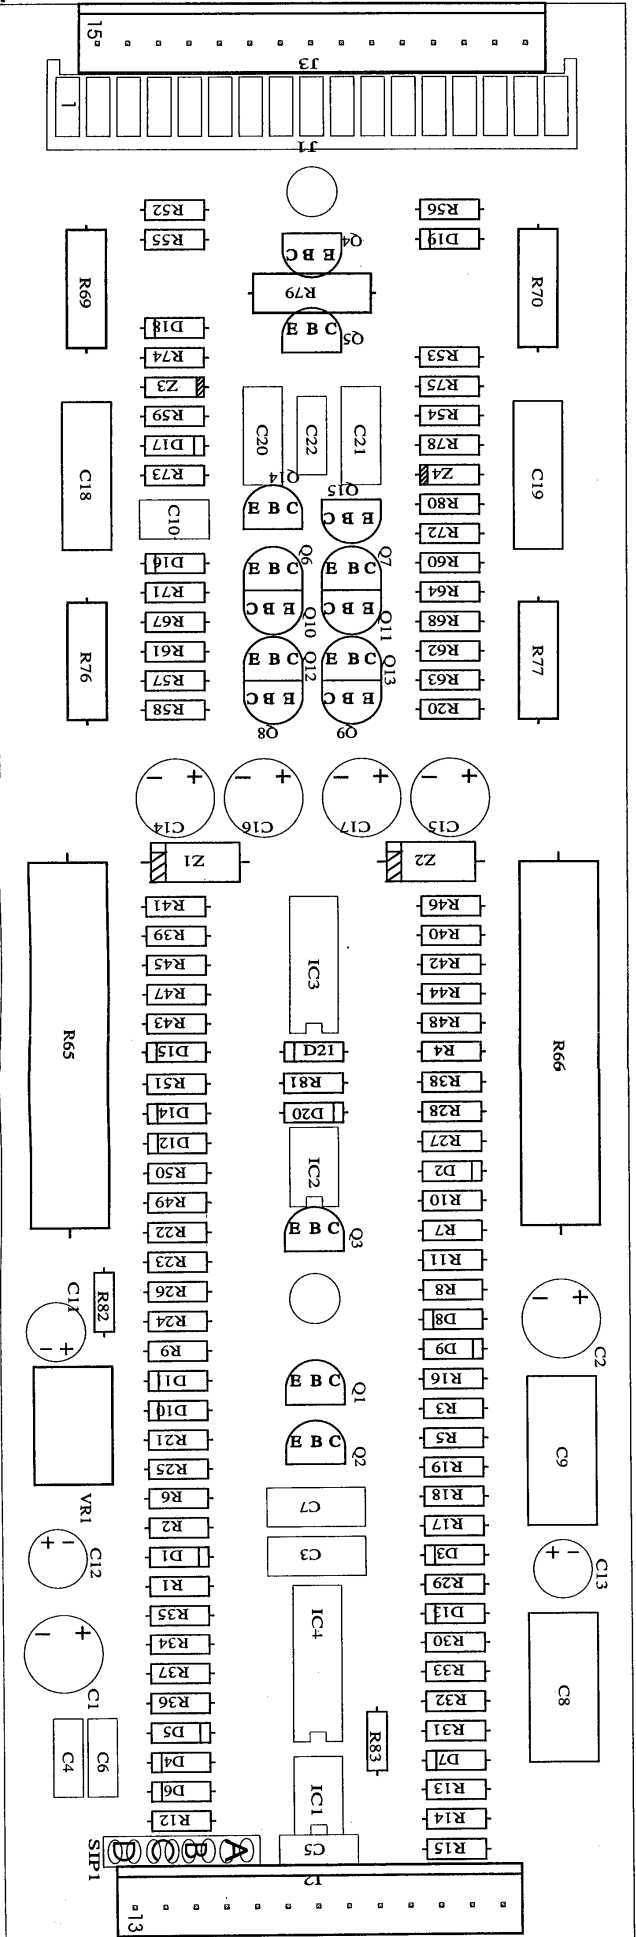 15
J3
1
J1
R52
R56
R55
Q4
D19
E B C
R69
R79
R70
D18
E B C
Q5
R74
R53
Z3
R75
R59
R54
D17
C20
C22
C21
R78
R73
Z4
C18
C19
Q14
Q15
C10
E B C
E B C
R80
R72
D16
Q6
Q7
R60
R71
E B C
E B C
R64
R67
E B C
E B C
R68
Q10
Q11
R61
R62
R76
R77
R57
E B C
Q12
E B C
Q13
R63
R58
E B C
E B C
R20
Q8
Q9
- +
- +
- +
- +
C14
C16
C17
C15
Z1
Z2
R41
R46
R39
R40
R45
IC3
R42
R47
R44
R43
R48
R65
D15
D21
R4
R66
R51
R81
R38
D14
D20
R28
D12
R27
R50
IC2
D2
R49
R10
R22
E B C
Q3
R7
R23
R11
C11
R82
R26
R8
- +
R24
D8
- +
C2
R9
D9
D11
E B C
Q1
R16
D10
R3
R21
E B C
Q2
R5
C9
R25
R19
VR1
R6
C7
R18
R2
R17
+ -
C12
D1
C3
D3
+ -
C13
R1
R29
R35
IC4
D13
- +
R34
R30
R37
R33
C1
R36
R32
C8
C4
C6
D5
R83
R31
D4
D7
D6
IC1
R13
R12
R14
SIP1
D C B A
C5
R15
J2
13